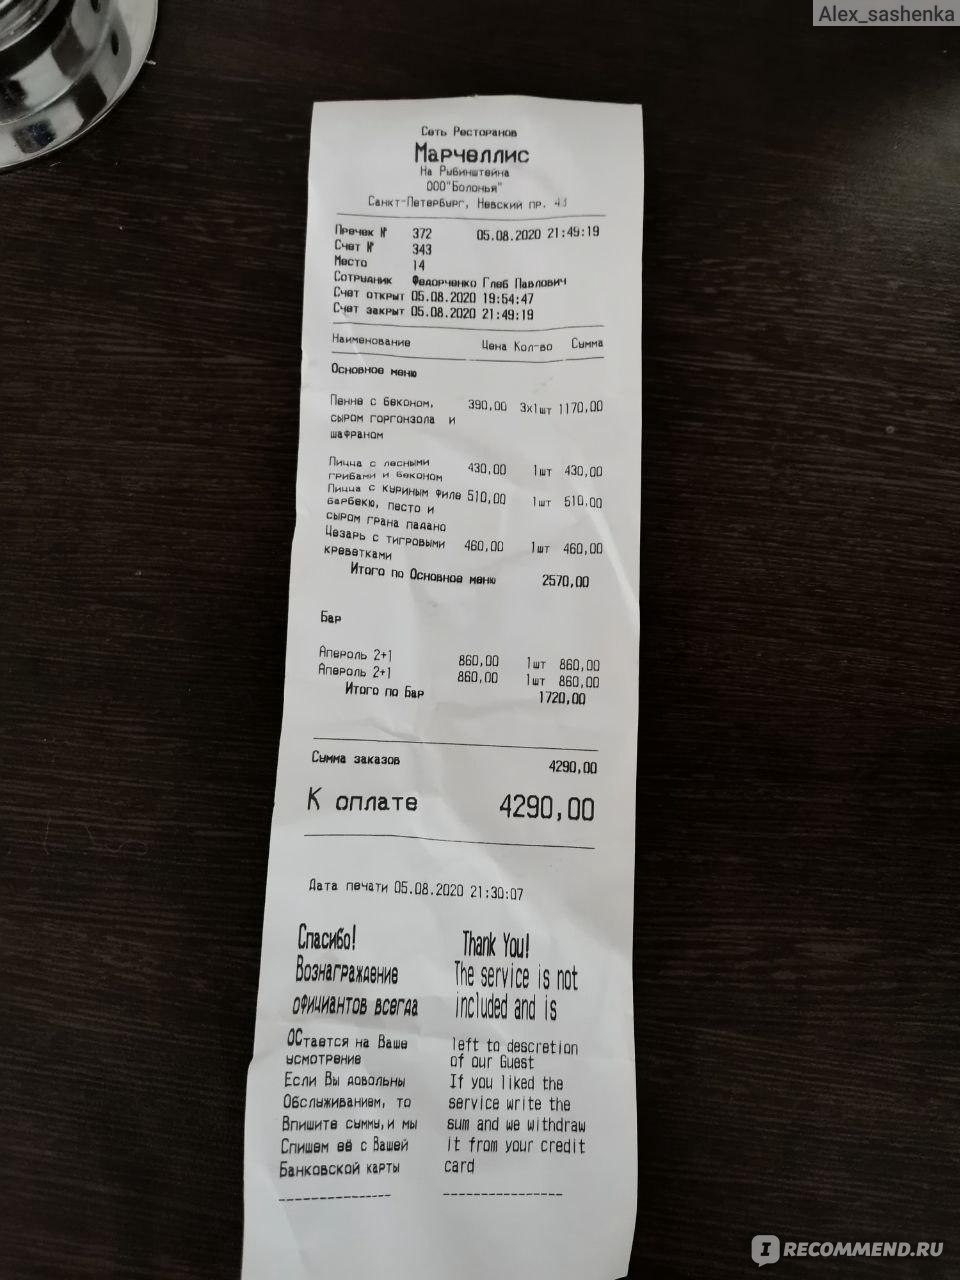 Alex_sashenka
Сеть Ресторанов
Марчеллис
На Рубинштейна
ООО"Болонья"
Санкт-Петербург, Невский пр. 43
Пречек № 372 05.08.2020 21:49:19
Счет № 343
Место 14
Сотрудник Федорченко Глеб Павлович
Счет открыт 05.08.2020 19:54:47
Счет закрыт 05.08.2020 21:49:19
Наименование Цена Кол-во Сумма
Основное меню
Пенне с беконом, 390,00 3x1шт 1170,00
сыром горгонзола и
шафраном
Пицца с лесными 430,00 1шт 430,00
грибами и беконом
Пицца с куриным филе 510,00 1шт 510,00
барбекю, песто и
сыром грана падано
Цезарь с тигровыми 460,00 1шт 460,00
креветками
Итого по Основное меню 2570,00
Бар
Апероль 2+1 860,00 1шт 860,00
Апероль 2+1 860,00 1шт 860,00
Итого по Бар 1720,00
Сумма заказов 4290,00
К оплате 4290,00
Дата печати 05.08.2020 21:30:07
Спасибо!
Вознаграждение
официантов всегда
ОСтается на Ваше
усмотрение
Если Вы довольны
Обслуживанием, то
Впишите сумму,и мы
Спишем её с Вашей
Банковской карты
Thank You!
The service is not
included and is
left to descretion
of our Guest
If you liked the
service write the
sum and we withdraw
it from your credit
card
IRECOMMEND.RU